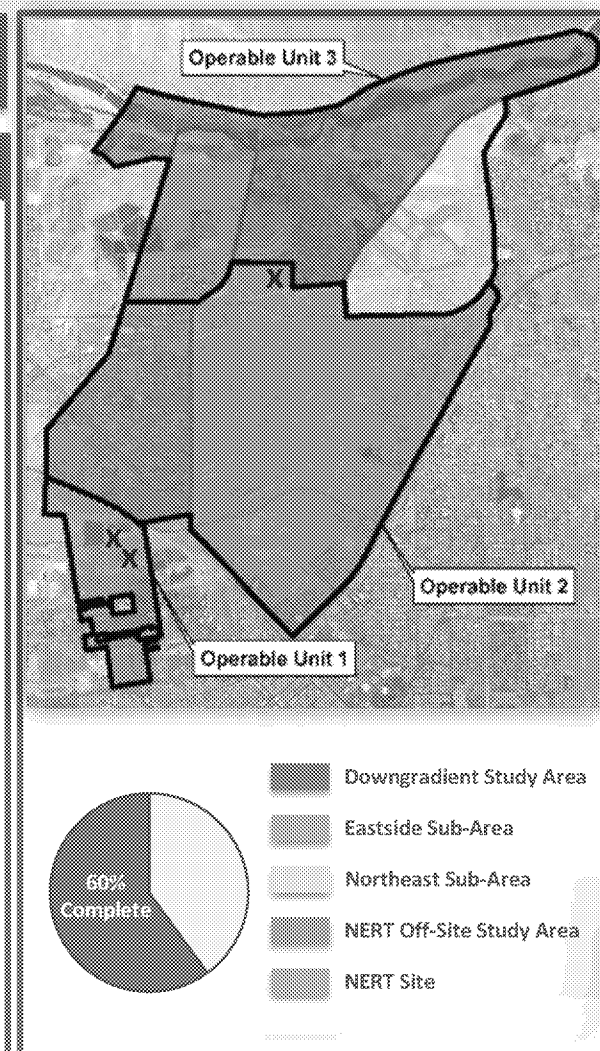 Operable Unit 3
X
Operable Unit 2
X
X
Operable Unit 1
60%
Complete
Downgradient Study Area
Eastside Sub-Area
Northeast Sub-Area
NERT Off-Site Study Area
NERT Site